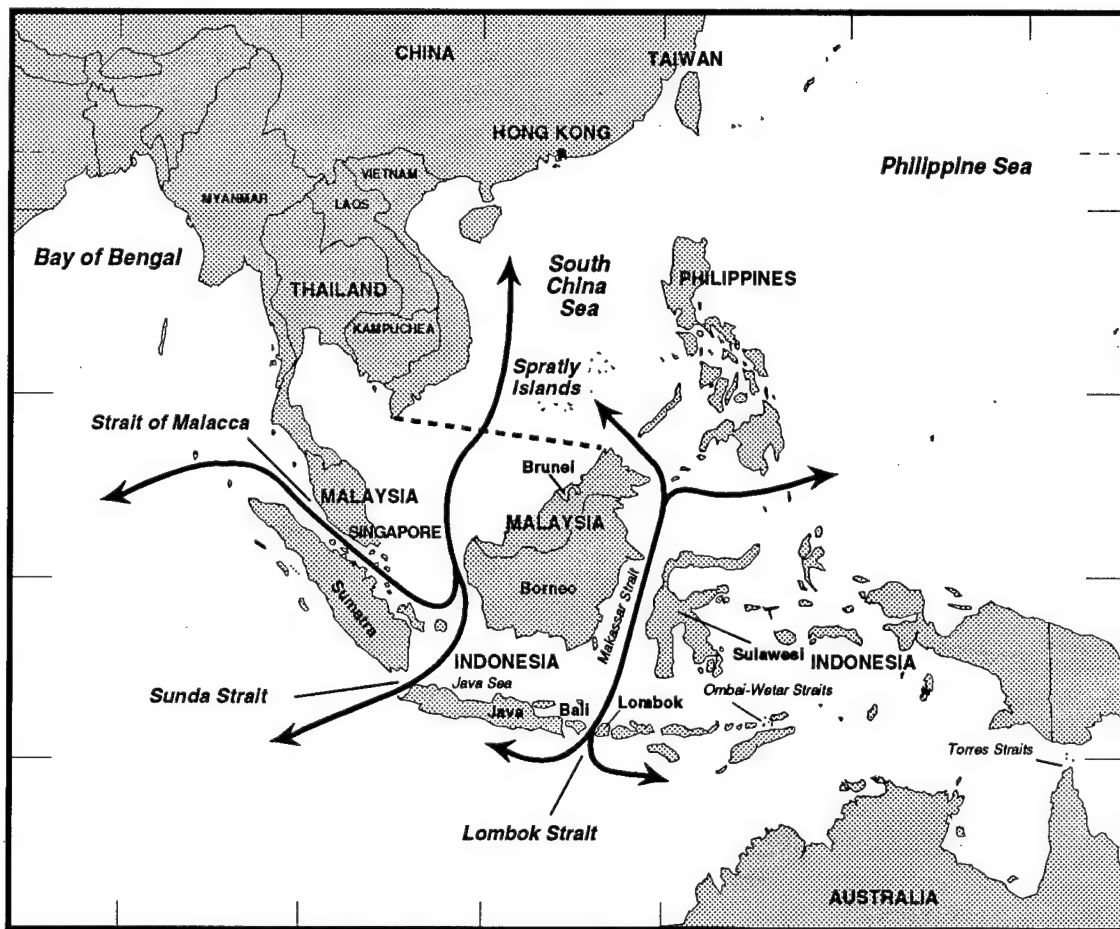 CHINA
TAIWAN
HONG KONG
Philippine Sea
VIETNAM
MYANMAR
LAOS
Bay of Bengal
South
China
Sea
PHILIPPINES
THAILAND
KAMPUCHEA
Spratly
Islands
Strait of Malacca
Brunei
MALAYSIA
MALAYSIA
SINGAPORE
Borneo
Sumatra
Makassar Strait
Sulawesi
INDONESIA
INDONESIA
Java Sea
Sunda Strait
Ombai-Wetar Straits
Java
Bali
Lombok
Torres Straits
Lombok Strait
AUSTRALIA